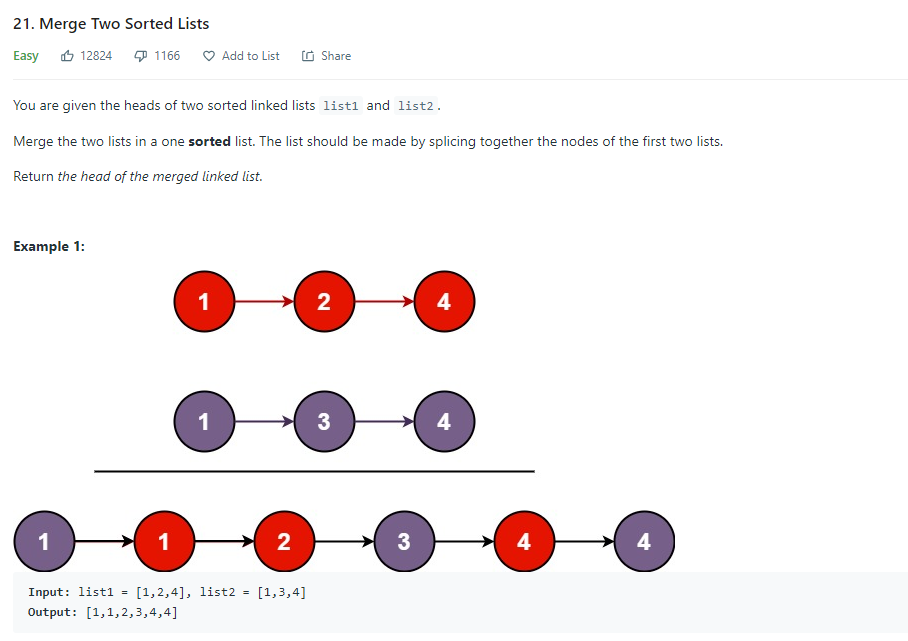 21. Merge Two Sorted Lists
Easy 12824 1166 Add to List Share
You are given the heads of two sorted linked lists list1 and list2.
Merge the two lists in a one sorted list. The list should be made by splicing together the nodes of the first two lists.
Return the head of the merged linked list.
Example 1:
1 2 4
1 3 4
1 1 2 3 4 4
Input: list1 = [1,2,4], list2 = [1,3,4]
Output: [1,1,2,3,4,4]